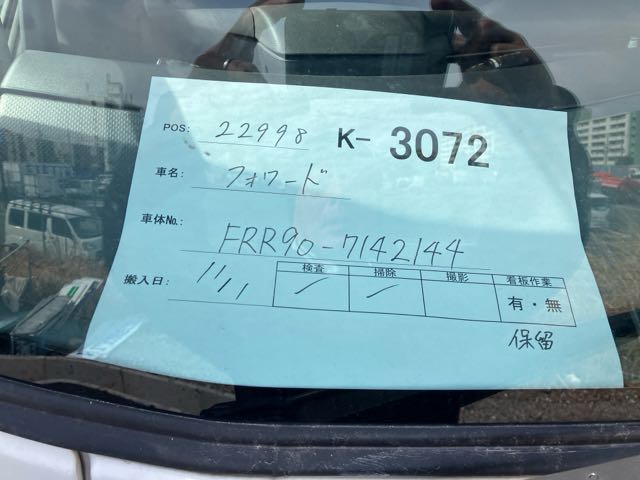 POS: 22998 K- 3072
車名: フォワード
車体No.: FRR90-7142144
搬入日: 11/11
検査 掃除 撮影 看板作業
／ ／ 有・無
保留